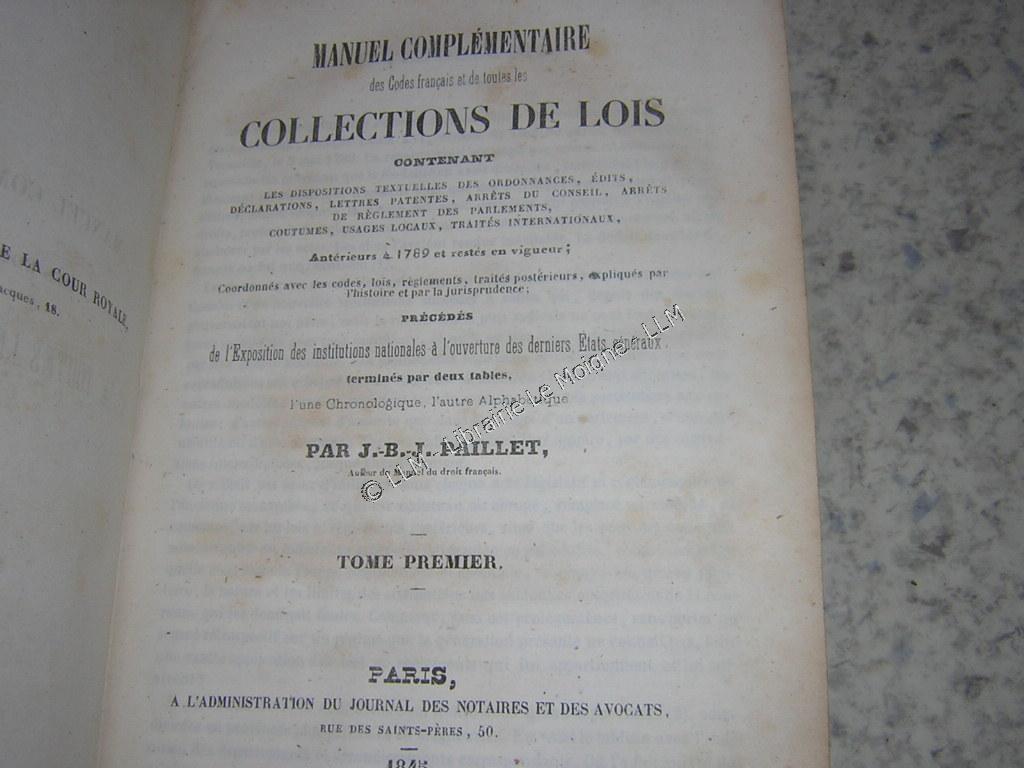 E LA COUR ROYALE,
acques, 18.
MANUEL COMPLÉMENTAIRE
des Codes français et de toutes les
COLLECTIONS DE LOIS
CONTENANT
LES DISPOSITIONS TEXTUELLES DES ORDONNANCES, ÉDITS,
DÉCLARATIONS, LETTRES PATENTES, ARRÊTS DU CONSEIL, ARRÊTS
DE RÈGLEMENT DES PARLEMENTS,
COUTUMES, USAGES LOCAUX, TRAITÉS INTERNATIONAUX,
Antérieurs à 1789 et restés en vigueur;
Coordonnés avec les codes, lois, règlements, traités postérieurs, expliqués par
l'histoire et par la jurisprudence;
PRÉCÉDÉS
de l'Exposition des institutions nationales à l'ouverture des derniers États généraux.
terminés par deux tables,
l'une Chronologique, l'autre Alphabétique
PAR J.-B.-J. PAILLET,
Auteur du Manuel du droit français.
TOME PREMIER.
PARIS,
A L'ADMINISTRATION DU JOURNAL DES NOTAIRES ET DES AVOCATS,
RUE DES SAINTS-PÈRES, 50.
1845
© LLM - Librairie Le Moigne - LLM